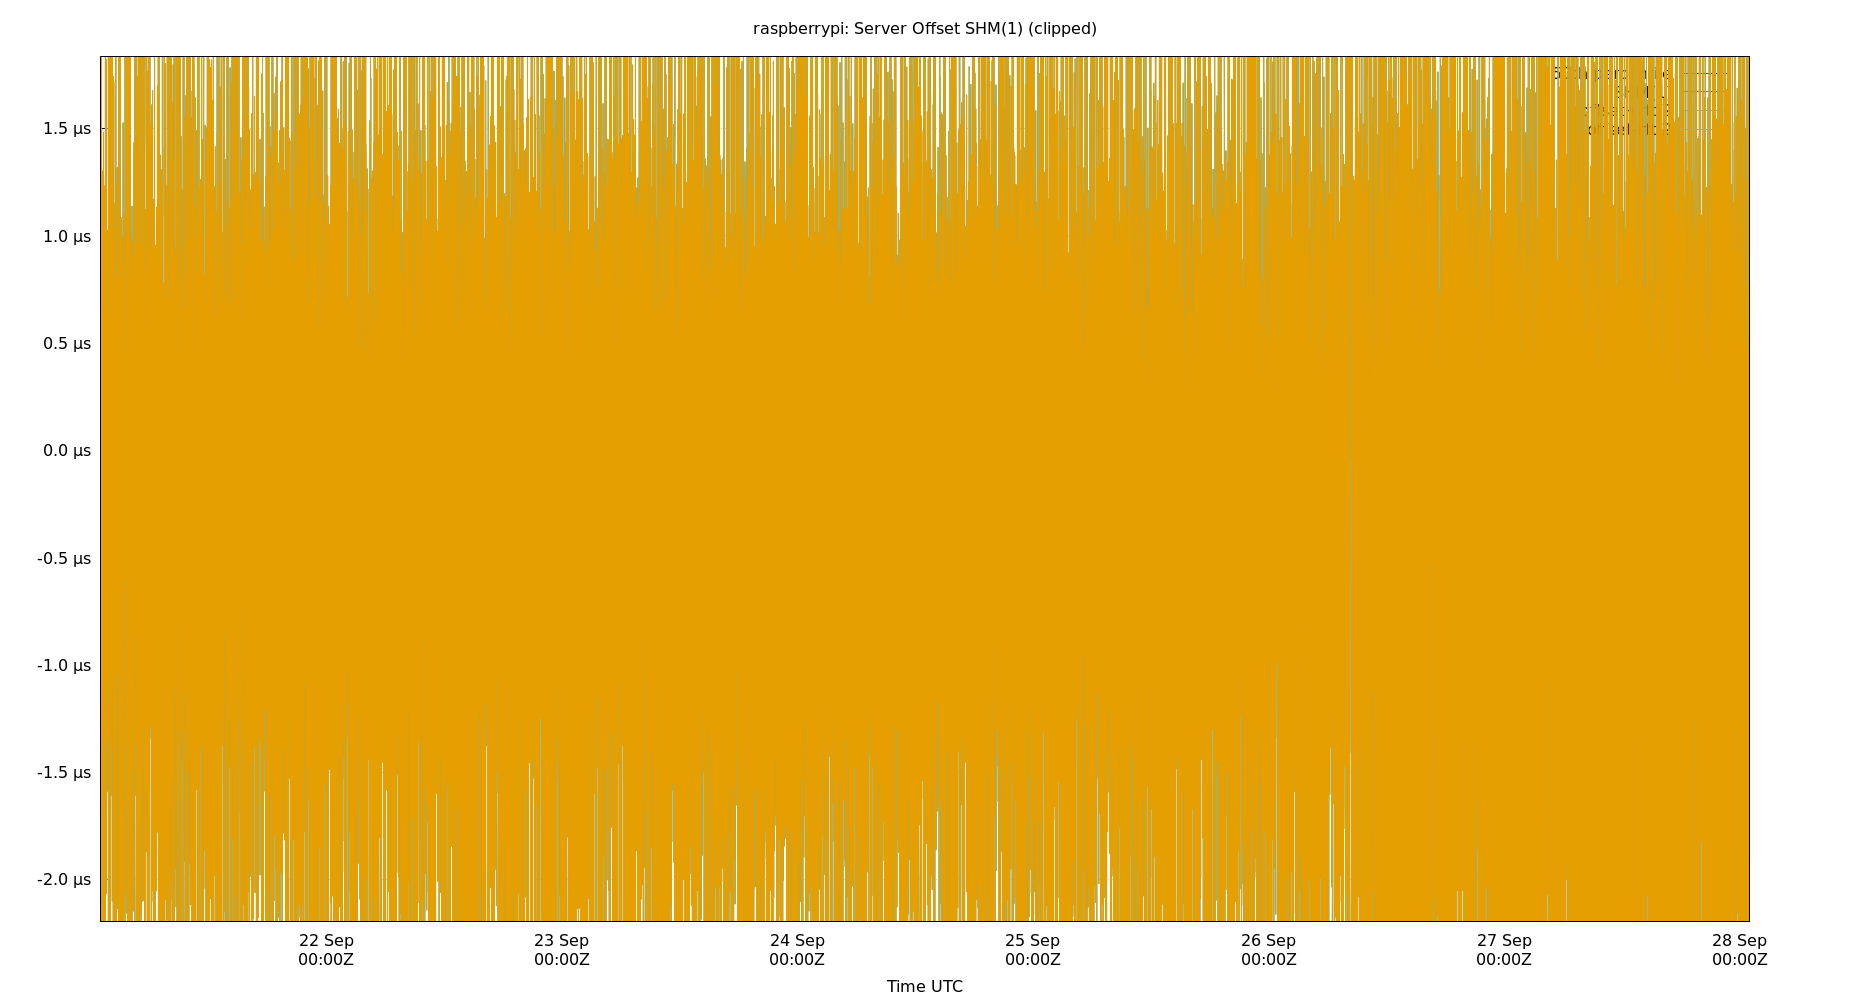 raspberrypi: Server Offset SHM(1) (clipped)
1.5 µs
1.0 µs
0.5 µs
0.0 µs
-0.5 µs
-1.0 µs
-1.5 µs
-2.0 µs
22 Sep 23 Sep 24 Sep 25 Sep 26 Sep 27 Sep 28 Sep
00:00Z 00:00Z 00:00Z 00:00Z 00:00Z 00:00Z 00:00Z
Time UTC